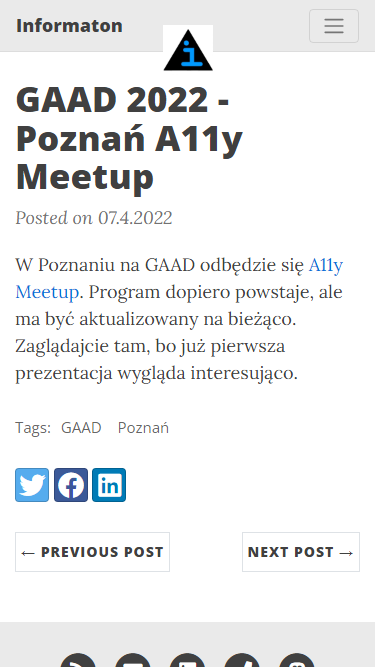 Informaton
GAAD 2022 -
Poznań A11y
Meetup
Posted on 07.4.2022
W Poznaniu na GAAD odbędzie się A11y
Meetup. Program dopiero powstaje, ale
ma być aktualizowany na bieżąco.
Zaglądajcie tam, bo już pierwsza
prezentacja wygląda interesująco.
Tags: GAAD Poznań
← PREVIOUS POST
NEXT POST →